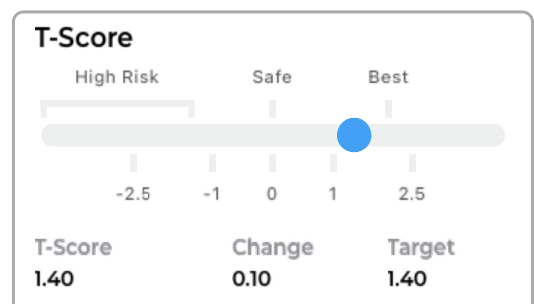 T-Score
High Risk Safe Best
-2.5 -1 0 1 2.5
T-Score Change Target
1.40 0.10 1.40